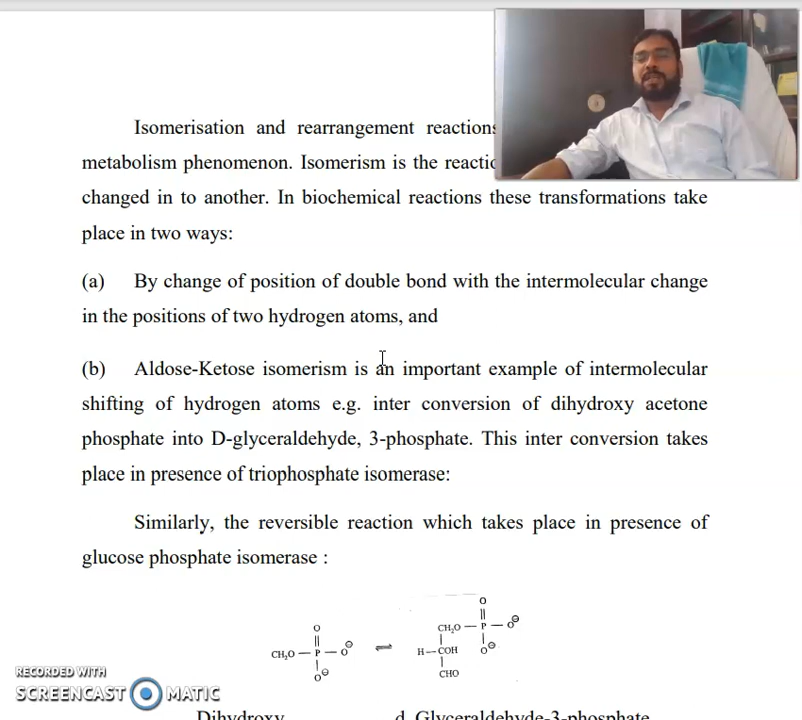 Isomerisation and rearrangement reactions
metabolism phenomenon. Isomerism is the
changed in to another. In biochemical reactions these transformations take
place in two ways:
(a) By change of position of double bond with the intermolecular change
in the positions of two hydrogen atoms, and
(b) Aldose-Ketose isomerism is an important example of intermolecular
shifting of hydrogen atoms e.g. inter conversion of dihydroxy acetone
phosphate into D-glyceraldehyde, 3-phosphate. This inter conversion takes
place in presence of triophosphate isomerase:
Similarly, the reversible reaction which takes place in presence of
glucose phosphate isomerase :
O
||
CH₂O — P — O⊖
|
O⊖
⇌
O
||
CH₂O — P — O⊖
| |
H — COH O⊖
|
CHO
Dihydroxy d. Glyceraldehyde-3-phosphate
RECORDED WITH
SCREENCAST MATIC